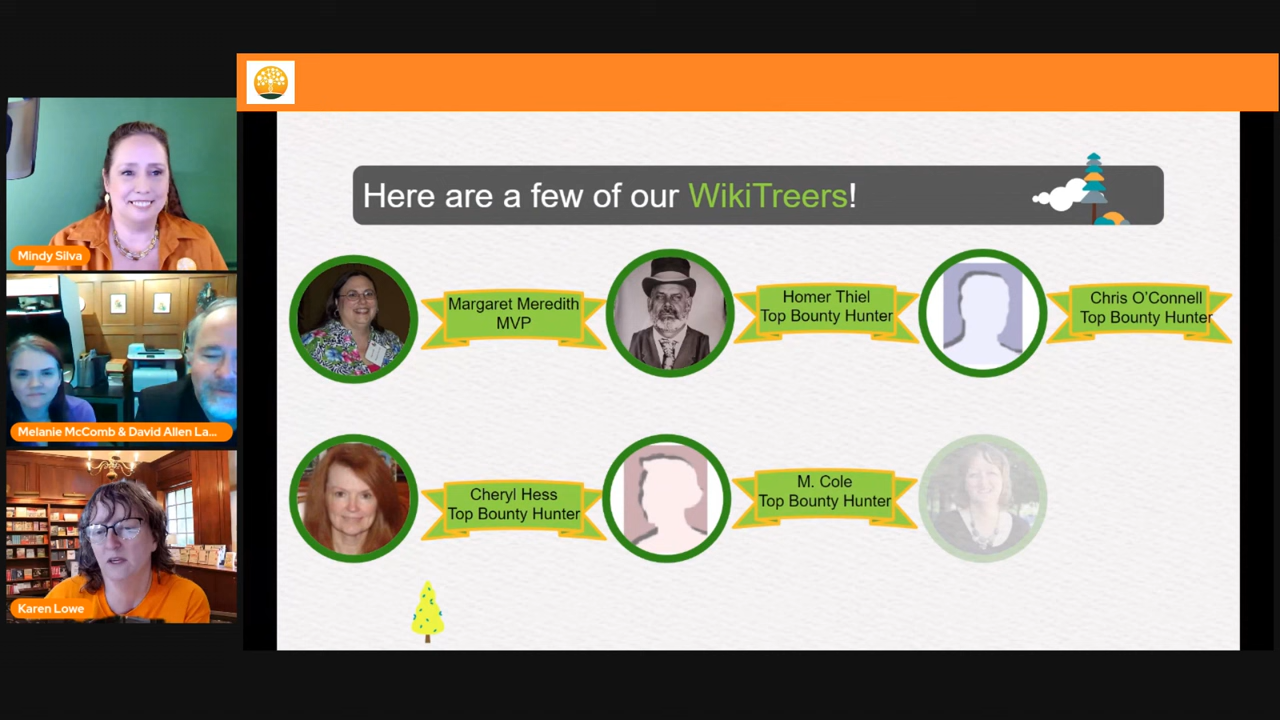 Here are a few of our WikiTreers!
Mindy Silva
Margaret Meredith
MVP
Homer Thiel
Top Bounty Hunter
Chris O'Connell
Top Bounty Hunter
Melanie McComb & David Allen La...
Cheryl Hess
Top Bounty Hunter
M. Cole
Top Bounty Hunter
Karen Lowe